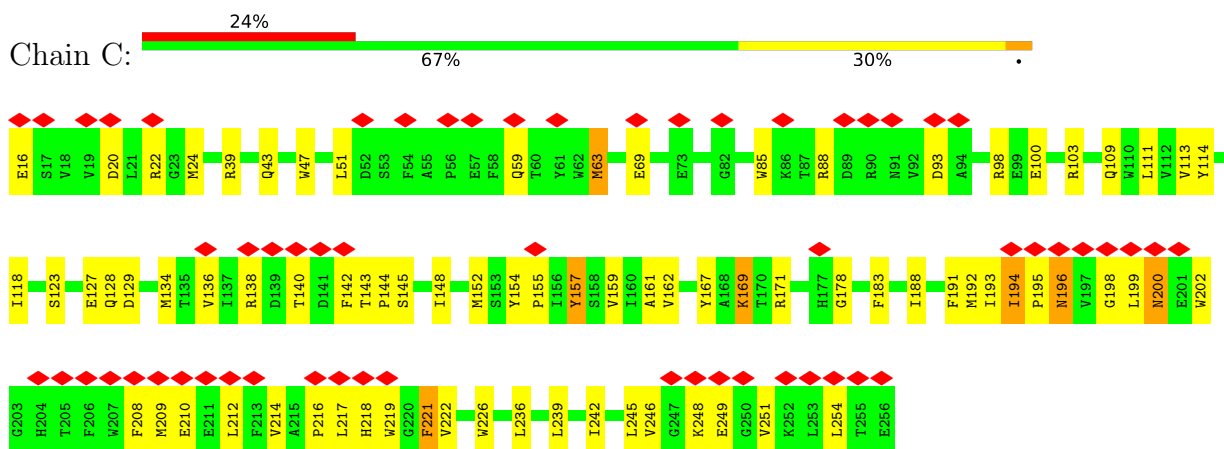 24%
Chain C:
67% 30% •
E16 S17 V18 V19 D20 L21 R22 G23 M24 R39 Q43 W47 L51 D52 S53 F54 A55 P56 E57 F58 Q59 T60 Y61 W62 M63 E69 E73 G82 W85 K86 T87 R88 D89 R90 N91 V92 D93 A94 R98 E99 E100 R103 Q109 W110 L111 V112 V113 Y114
I118 S123 E127 Q128 D129 M134 T135 V136 I137 R138 D139 T140 D141 F142 T143 P144 S145 I148 M152 S153 Y154 P155 I156 Y157 S158 V159 I160 A161 V162 Y167 A168 K169 T170 R171 H177 G178 F183 I188 F191 M192 I193 I194 P195 N196 V197 G198 L199 N200 E201 W202
G203 H204 T205 F206 W207 F208 M209 E210 E211 L212 F213 V214 A215 P216 L217 H218 W219 G220 F221 V222 W226 L236 L239 I242 L245 V246 G247 K248 E249 G250 V251 K252 L253 L254 T255 E256